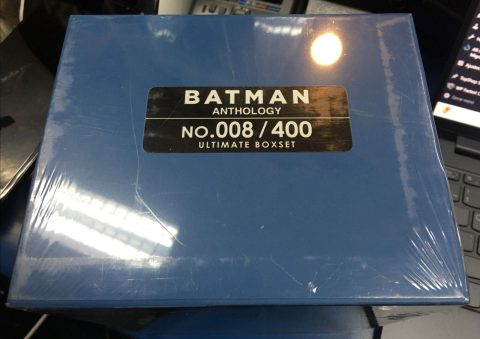 BATMAN
ANTHOLOGY
NO.008 / 400
ULTIMATE BOXSET